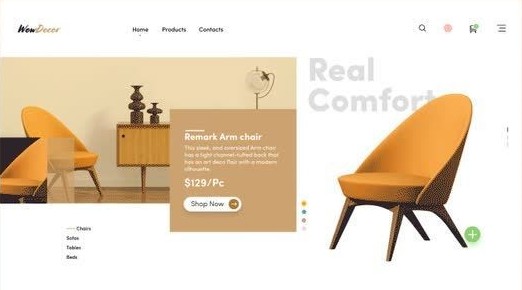 WowDecor
Home Products Contacts
Real
Comfort
Remark Arm chair
This sleek, and oversized Arm chair
has a tight channel-tufted back that
has an art deco flair with a modern
silhouette.
$129/Pc
Shop Now
Chairs
Sofas
Tables
Beds